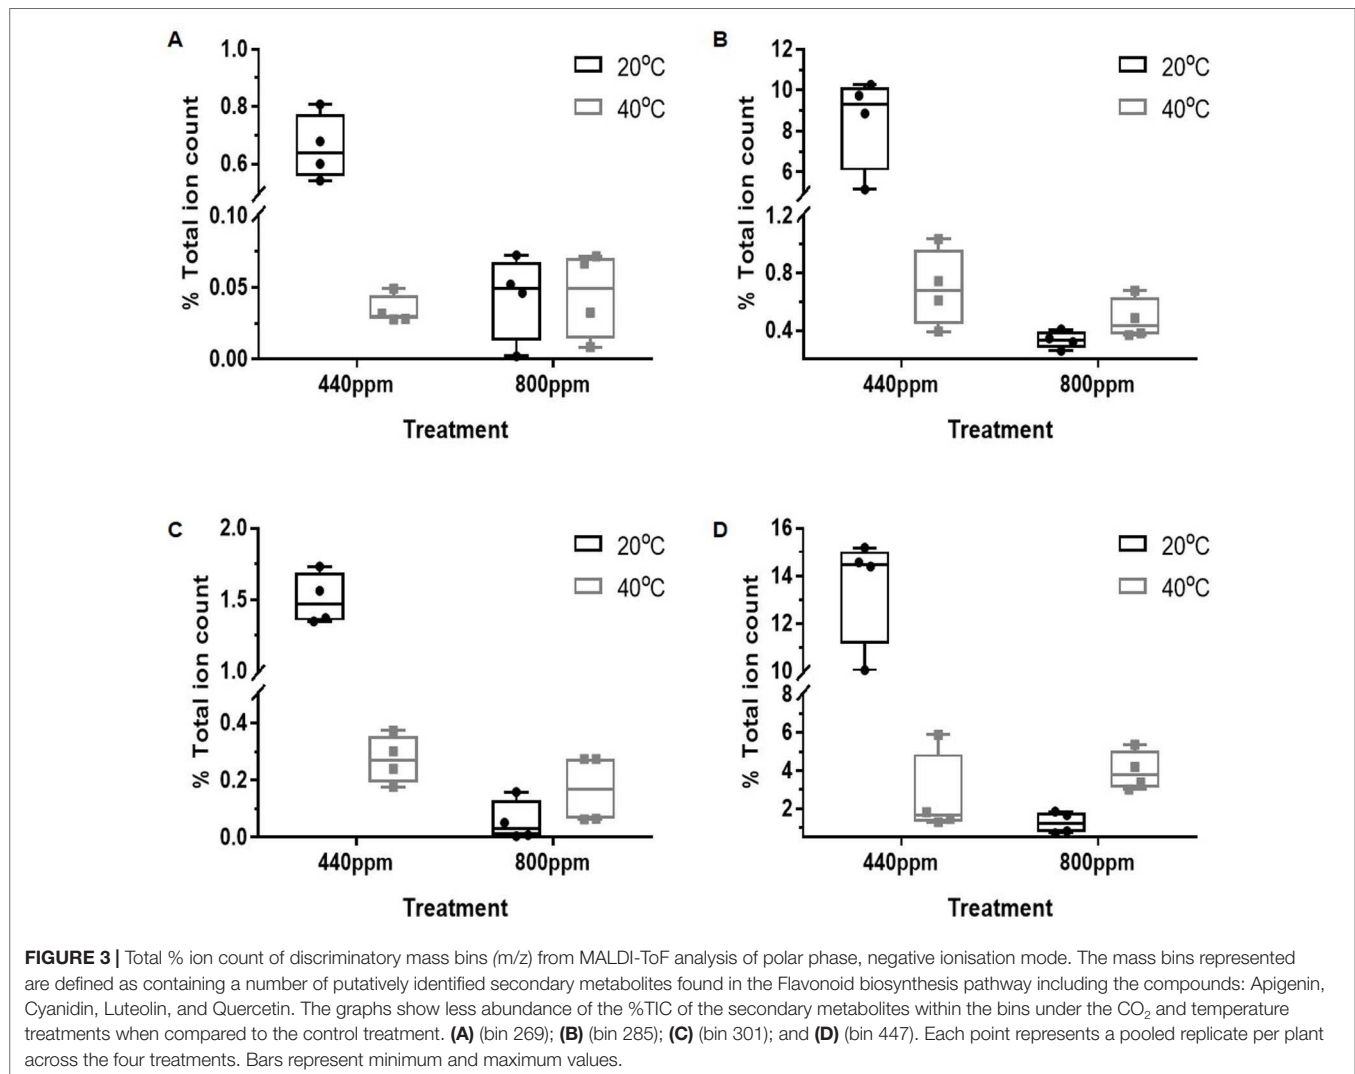 A
1.0
0.8
0.6
0.10
0.05
0.00
% Total ion count
20°C
40°C
440ppm 800ppm
Treatment
B
12
10
8
6
1.2
0.8
0.4
% Total ion count
20°C
40°C
440ppm 800ppm
Treatment
C
2.0
1.5
1.0
0.4
0.2
0.0
% Total ion count
20°C
40°C
440ppm 800ppm
Treatment
D
16
14
12
10
8
6
4
2
% Total ion count
20°C
40°C
440ppm 800ppm
Treatment
FIGURE 3 | Total % ion count of discriminatory mass bins (m/z) from MALDI-ToF analysis of polar phase, negative ionisation mode. The mass bins represented
are defined as containing a number of putatively identified secondary metabolites found in the Flavonoid biosynthesis pathway including the compounds: Apigenin,
Cyanidin, Luteolin, and Quercetin. The graphs show less abundance of the %TIC of the secondary metabolites within the bins under the CO₂ and temperature
treatments when compared to the control treatment. (A) (bin 269); (B) (bin 285); (C) (bin 301); and (D) (bin 447). Each point represents a pooled replicate per plant
across the four treatments. Bars represent minimum and maximum values.